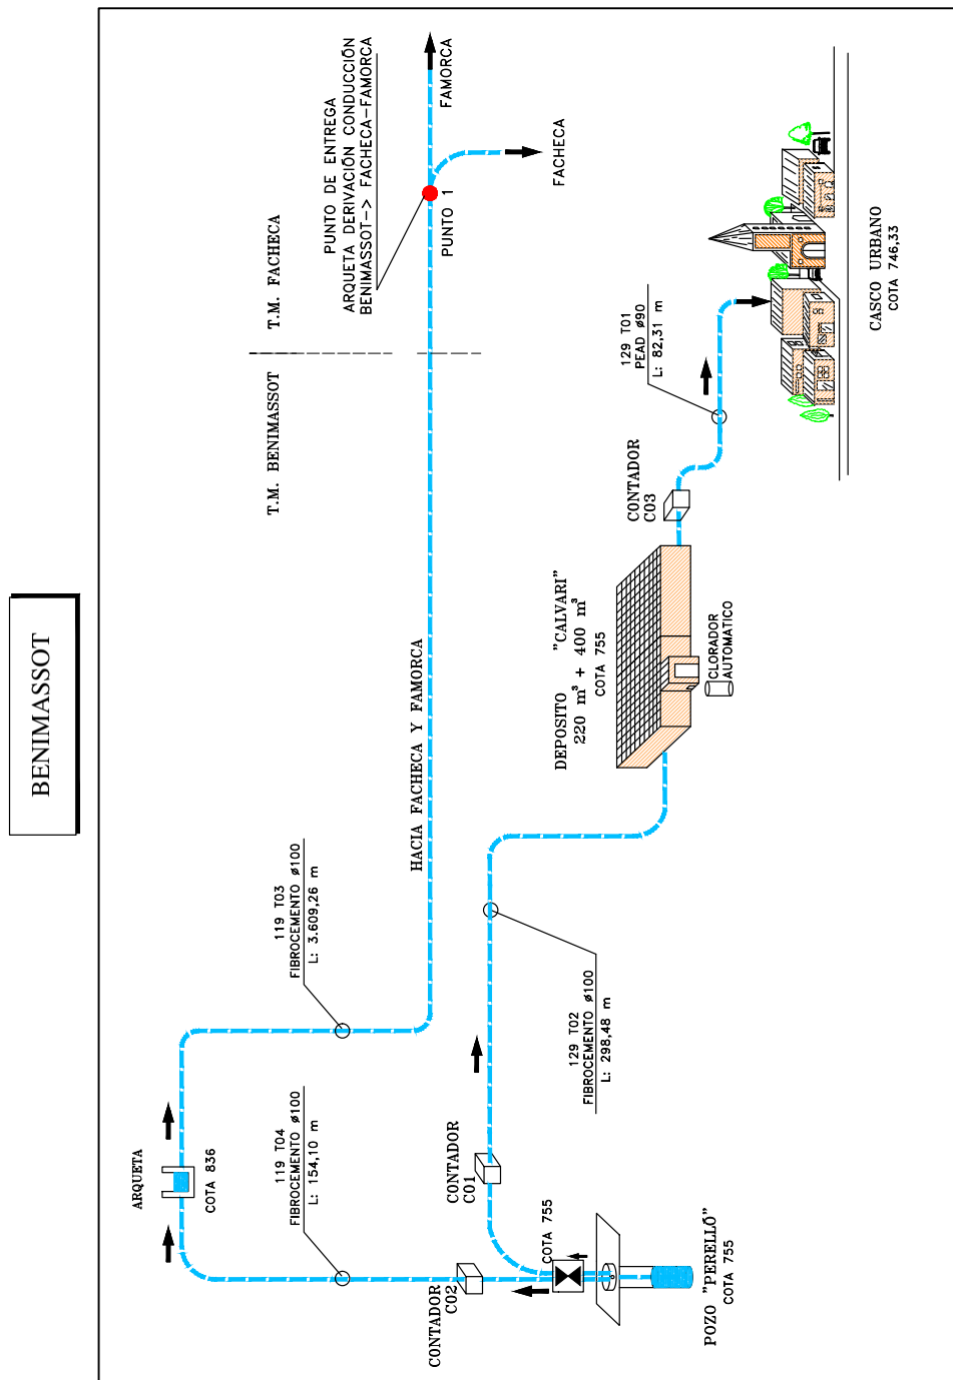 BENIMASSOT
PUNTO DE ENTREGA
ARQUETA DERIVACIÓN CONDUCCIÓN
BENIMASSOT-> FACHECA-FAMORCA
FAMORCA
FACHECA
PUNTO 1
T.M. FACHECA
T.M. BENIMASSOT
HACIA FACHECA Y FAMORCA
119 T03
FIBROCEMENTO ø100
L: 3.609,26 m
ARQUETA
COTA 836
119 T04
FIBROCEMENTO ø100
L: 154,10 m
CONTADOR
C02
CONTADOR
C01
COTA 755
POZO "PERELLÓ"
COTA 755
129 T02
FIBROCEMENTO ø100
L: 298,48 m
DEPOSITO "CALVARI"
220 m³ + 400 m³
COTA 755
CLORADOR
AUTOMATICO
CONTADOR
C03
129 T01
PEAD ø90
L: 82,31 m
CASCO URBANO
COTA 746,33